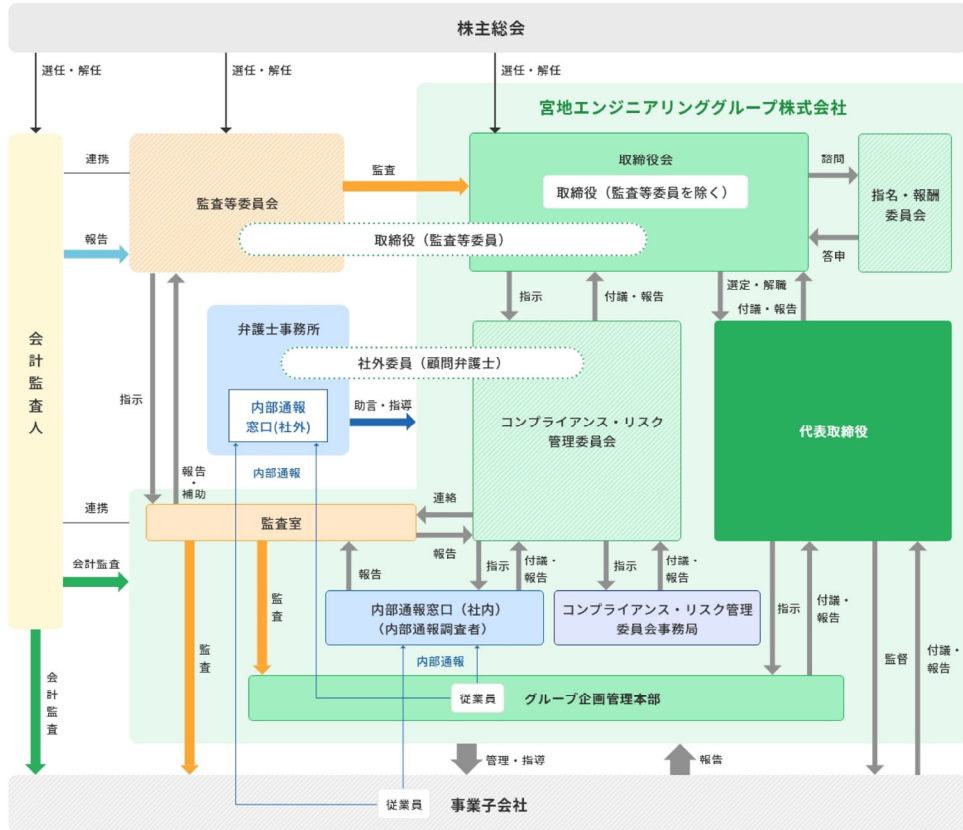 株主総会
選任・解任
選任・解任
選任・解任
宮地エンジニアリンググループ株式会社
連携
監査等委員会
監査
取締役会
取締役（監査等委員を除く）
諮問
指名・報酬
委員会
取締役（監査等委員）
報告
答申
指示
付議・報告
選定・解職
付議・報告
弁護士事務所
社外委員（顧問弁護士）
会計監査人
指示
内部通報
窓口(社外)
助言・指導
コンプライアンス・リスク
管理委員会
代表取締役
内部通報
報告・補助
連絡
連携
監査室
報告
会計監査
報告
指示
付議・
報告
指示
付議・
報告
監査
内部通報窓口（社内）
（内部通報調査者）
コンプライアンス・リスク管理
委員会事務局
指示
付議・
報告
監査
内部通報
監督
付議・
報告
会計監査
従業員
グループ企画管理本部
管理・指導
報告
従業員
事業子会社